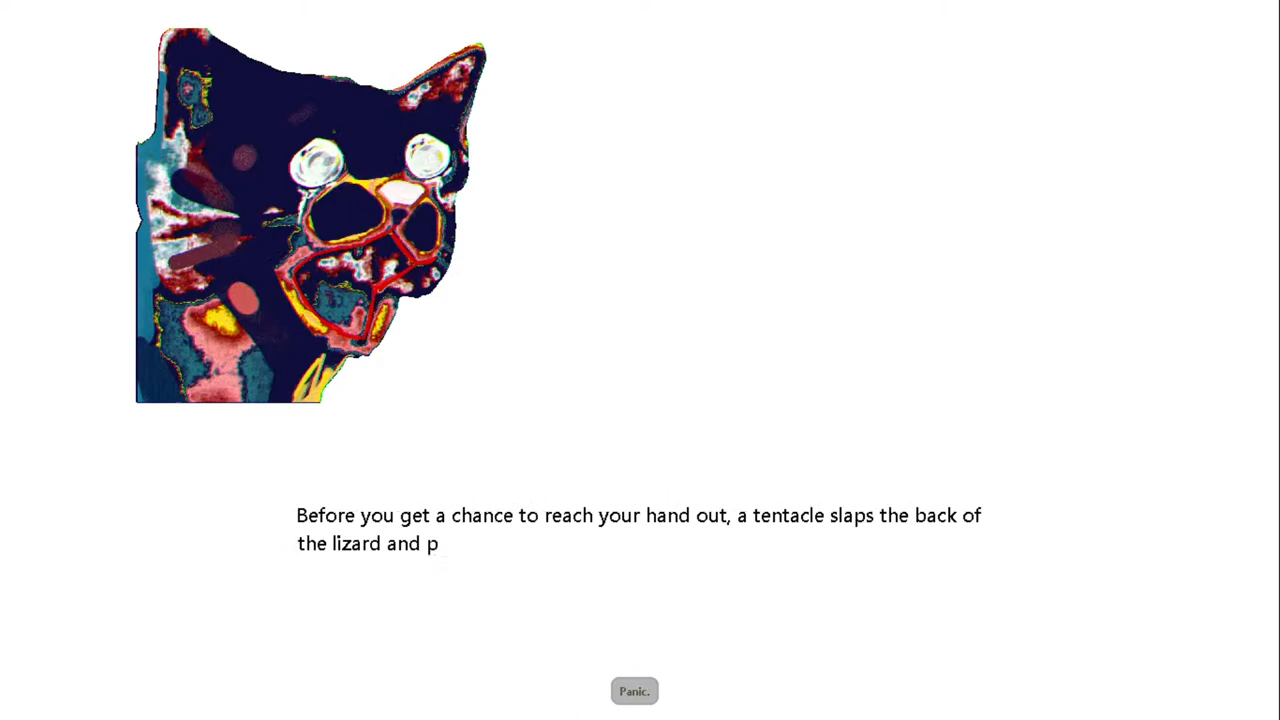 Before you get a chance to reach your hand out, a tentacle slaps the back of
the lizard and p
Panic.